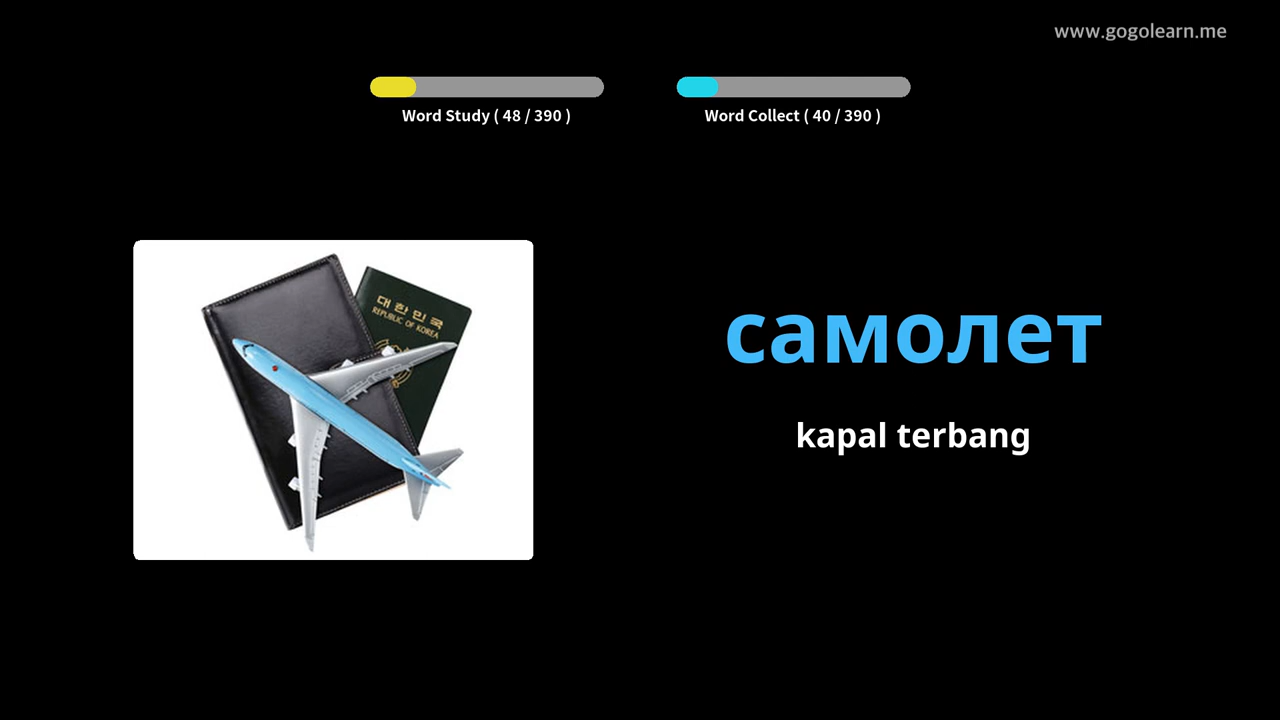 www.gogolearn.me
Word Study ( 48 / 390 )
Word Collect ( 40 / 390 )
대한민국
REPUBLIC OF KOREA
самолет
kapal terbang